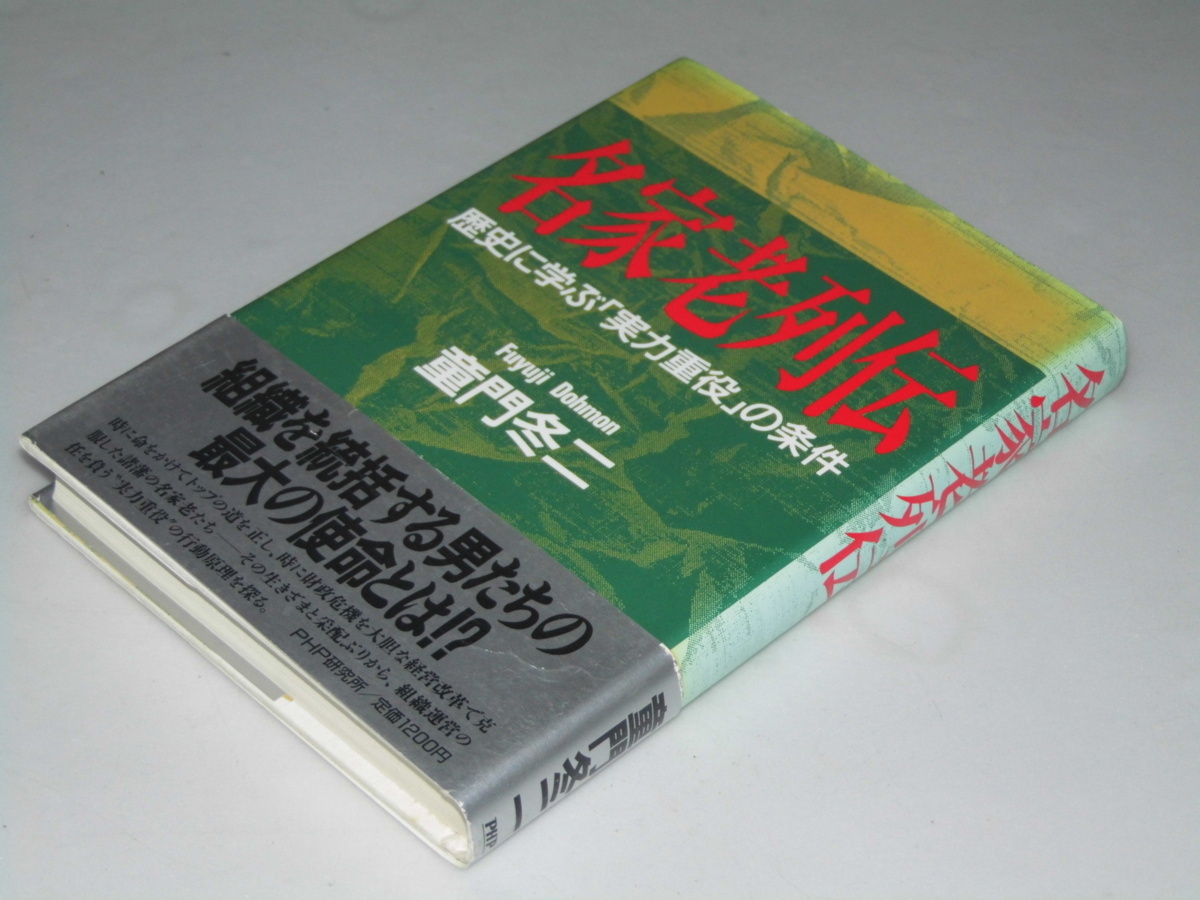 名家老列伝
歴史に学ぶ「実力重役」の条件
Fuyuji Dohmon
童門冬二
組織を統括する男たちの
最大の使命とは!?
時に命をかけてトップの道を正し、時に財政危機を大胆な経営改革で克
服した諸藩の名家老たち――その生きざまと采配ぶりから、組織運営の
任を負う"実力重役"の行動原理を探る。
PHP研究所/定価1200円
名家老列伝
童門冬二
PHP